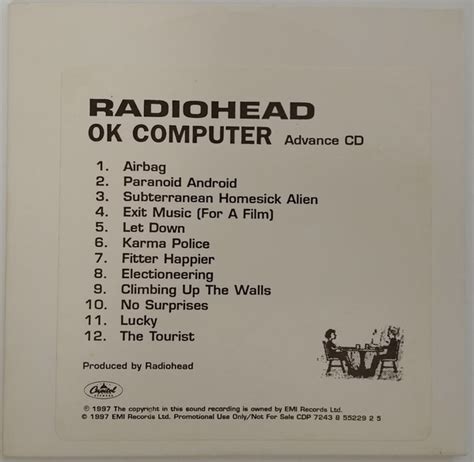 RADIOHEAD
OK COMPUTER Advance CD
1. Airbag
2. Paranoid Android
3. Subterranean Homesick Alien
4. Exit Music (For A Film)
5. Let Down
6. Karma Police
7. Fitter Happier
8. Electioneering
9. Climbing Up The Walls
10. No Surprises
11. Lucky
12. The Tourist
Produced by Radiohead
Capitol
℗ 1997 The copyright in this sound recording is owned by EMI Records Ltd.
© 1997 EMI Records Ltd. Promotional Use Only/Not For Sale CDP 7243 8 55229 2 5